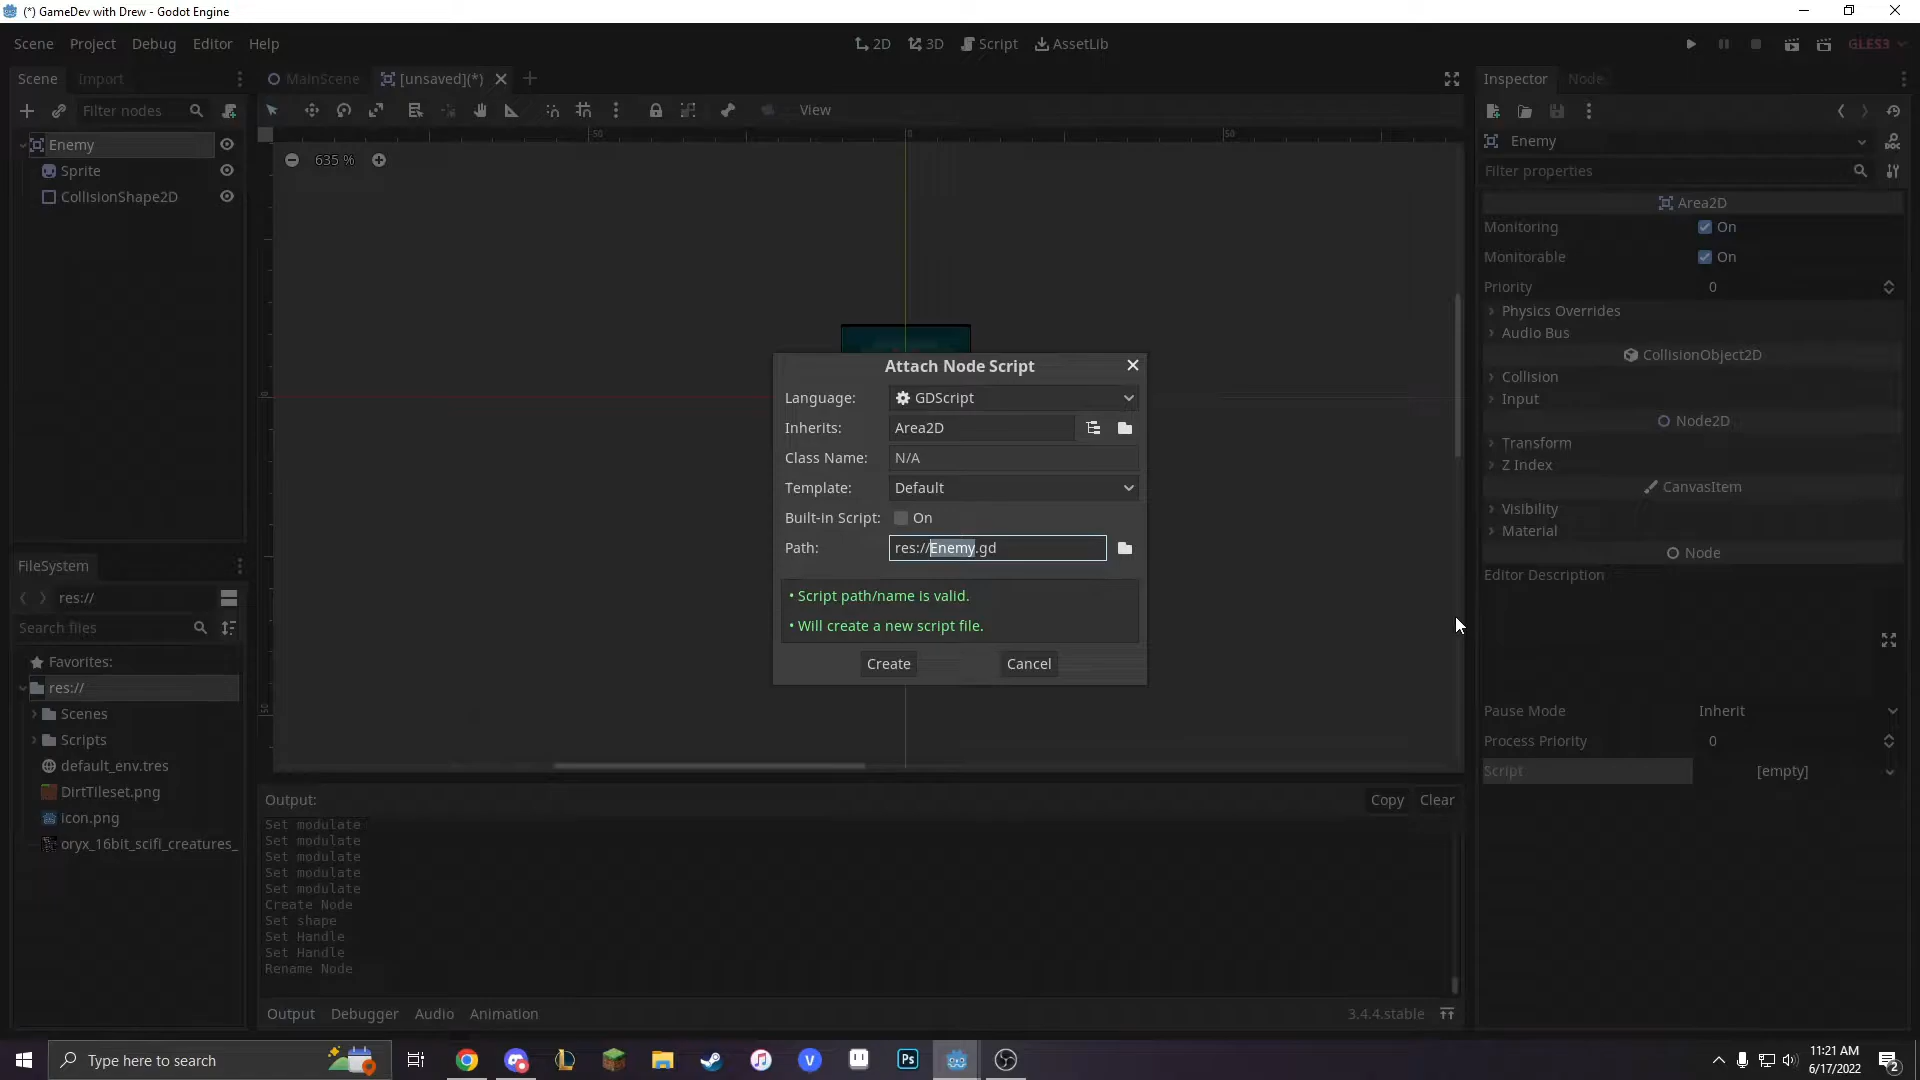 (*) GameDev with Drew - Godot Engine
Scene Project Debug Editor Help
2D 3D Script AssetLib
GLES3
Scene Import
MainScene [unsaved](*)
Inspector Node
Filter nodes
View
Enemy
Sprite
CollisionShape2D
-50 0 50
635 %
Enemy
Filter properties
Area2D
Monitoring On
Monitorable On
Priority 0
Physics Overrides
Audio Bus
CollisionObject2D
Collision
Input
Node2D
Transform
Z Index
CanvasItem
Visibility
Material
Node
Editor Description
Pause Mode Inherit
Process Priority 0
Script [empty]
Attach Node Script
Language: GDScript
Inherits: Area2D
Class Name: N/A
Template: Default
Built-in Script: On
Path: res://Enemy.gd
• Script path/name is valid.
• Will create a new script file.
Create Cancel
FileSystem
res://
Search files
Favorites:
res://
Scenes
Scripts
default_env.tres
DirtTileset.png
icon.png
oryx_16bit_scifi_creatures_
Output:
Copy Clear
Set modulate
Set modulate
Set modulate
Set modulate
Set modulate
Create Node
Set shape
Set Handle
Set Handle
Rename Node
Output Debugger Audio Animation
3.4.4.stable
Type here to search
Ps
11:21 AM
6/17/2022
2